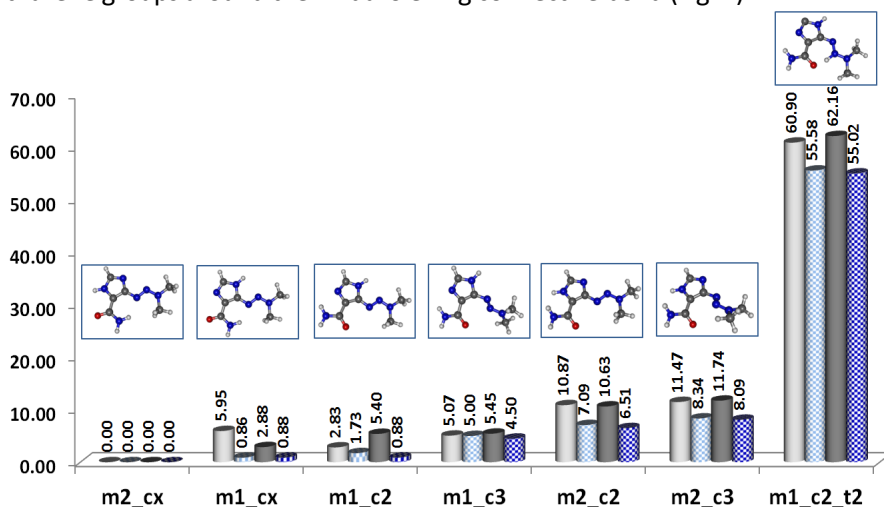 70.00
60.00
50.00
40.00
30.00
20.00
10.00
0.00
0.00 0.00 0.00 0.00
5.95 0.86 2.88 0.88
2.83 1.73 5.40 0.88
5.07 5.00 5.45 4.50
10.87 7.09 10.63 6.51
11.47 8.34 11.74 8.09
60.90 55.58 62.16 55.02
m2_cx m1_cx m1_c2 m1_c3 m2_c2 m2_c3 m1_c2_t2